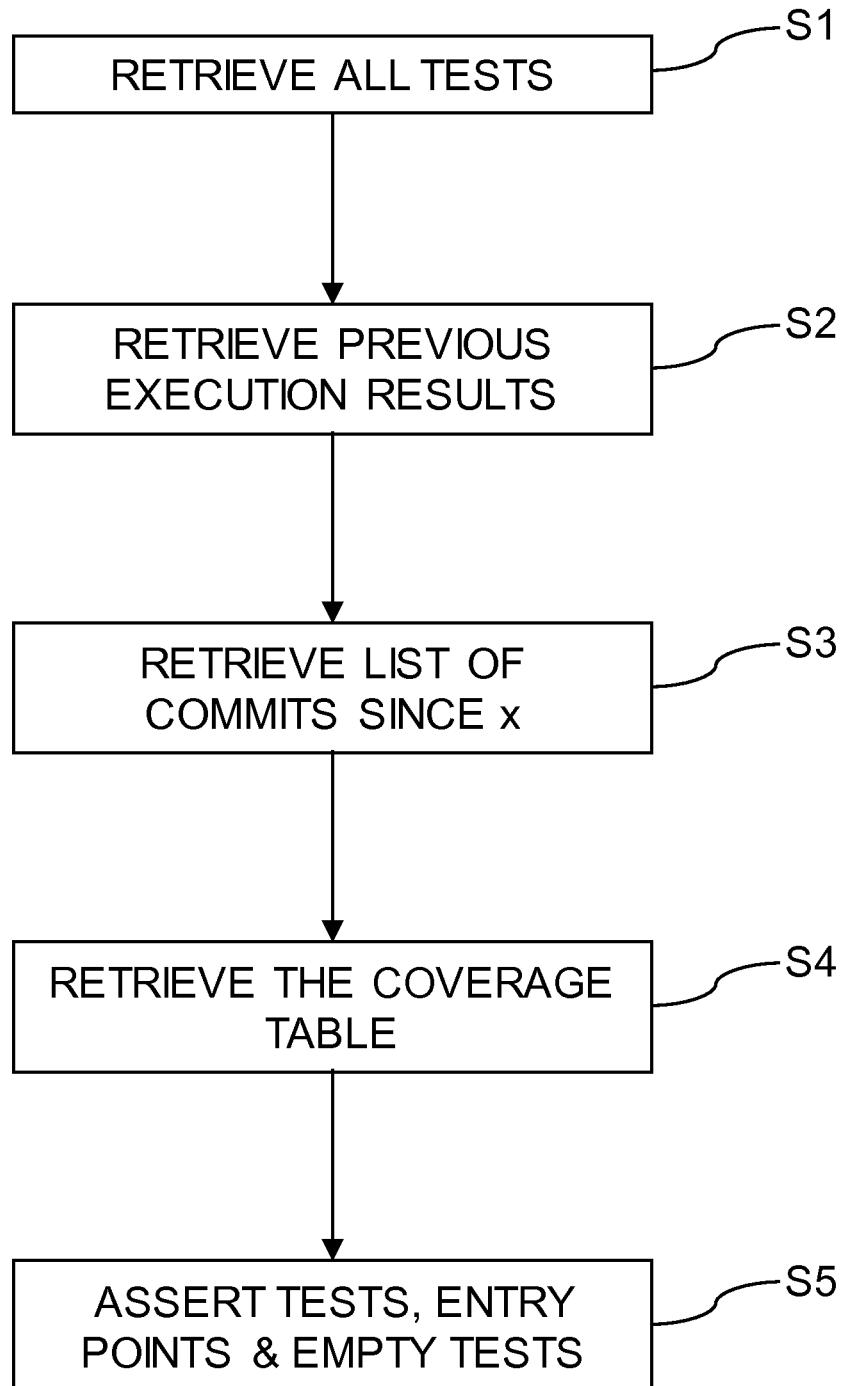 S1
RETRIEVE ALL TESTS
S2
RETRIEVE PREVIOUS
EXECUTION RESULTS
S3
RETRIEVE LIST OF
COMMITS SINCE x
S4
RETRIEVE THE COVERAGE
TABLE
S5
ASSERT TESTS, ENTRY
POINTS & EMPTY TESTS